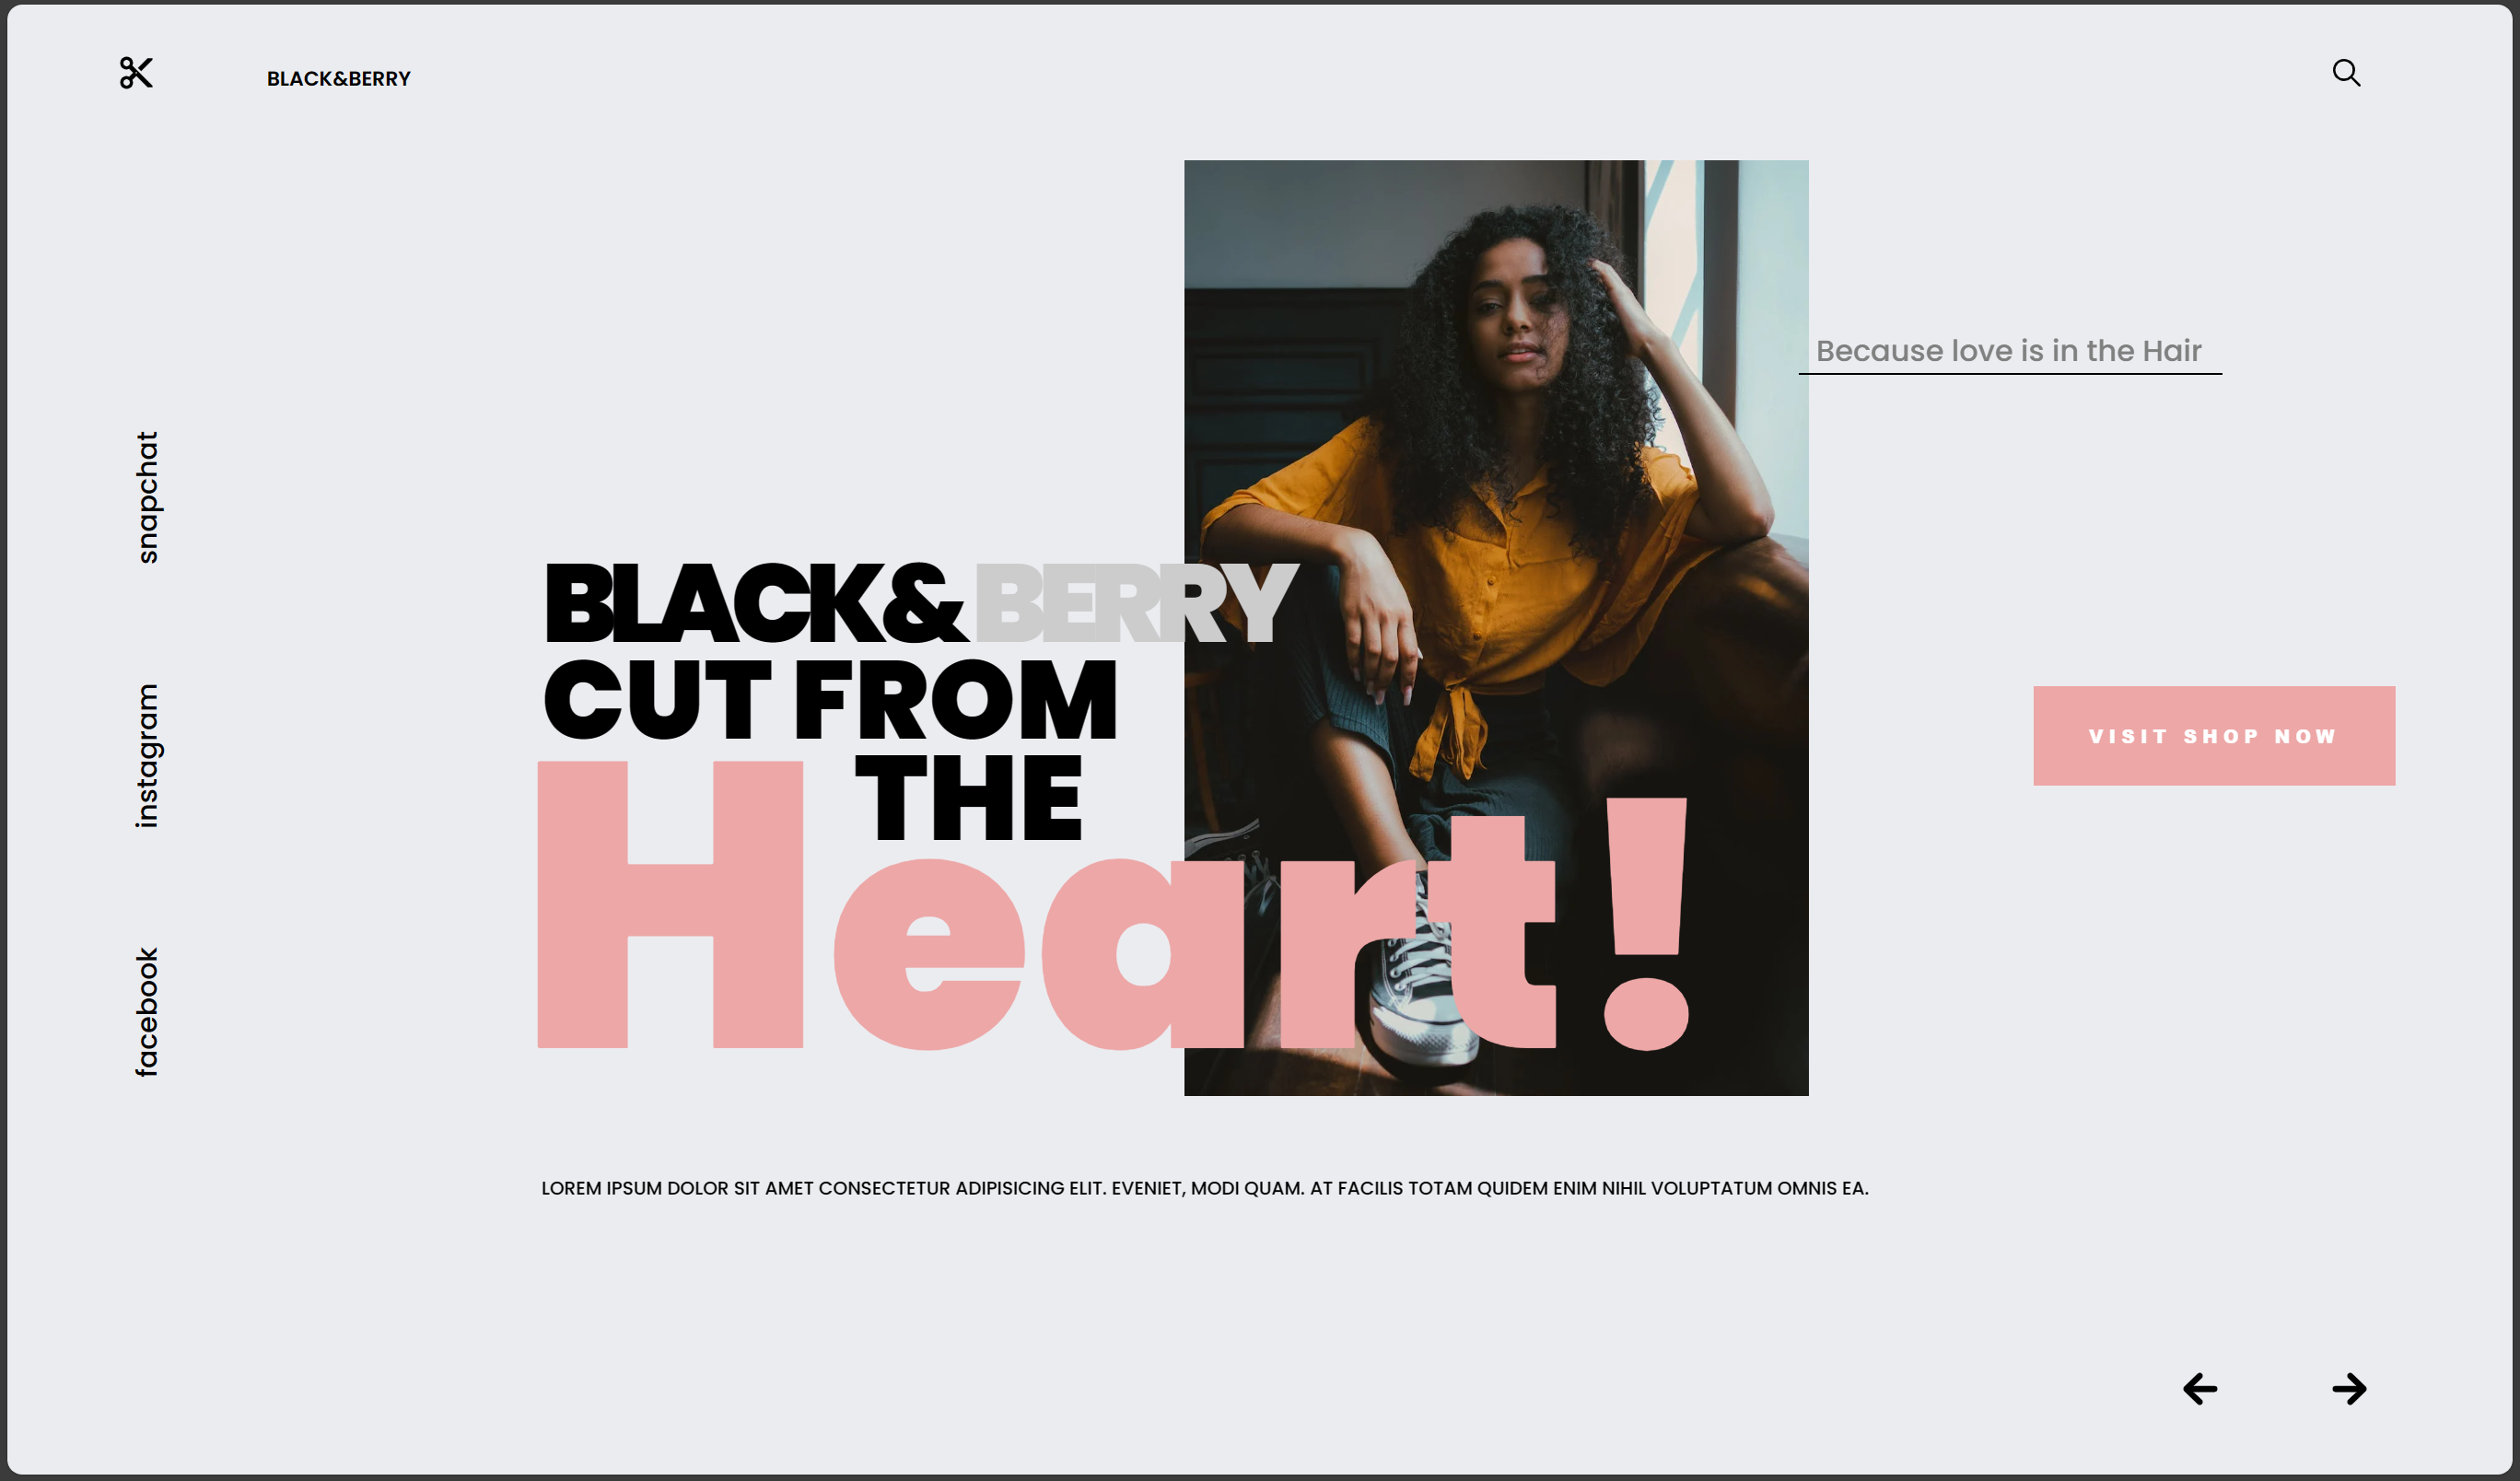 BLACK&BERRY
Because love is in the Hair
snapchat
instagram
facebook
BLACK&BERRY
CUT FROM
THE
Heart!
VISIT SHOP NOW
LOREM IPSUM DOLOR SIT AMET CONSECTETUR ADIPISICING ELIT. EVENIET, MODI QUAM. AT FACILIS TOTAM QUIDEM ENIM NIHIL VOLUPTATUM OMNIS EA.